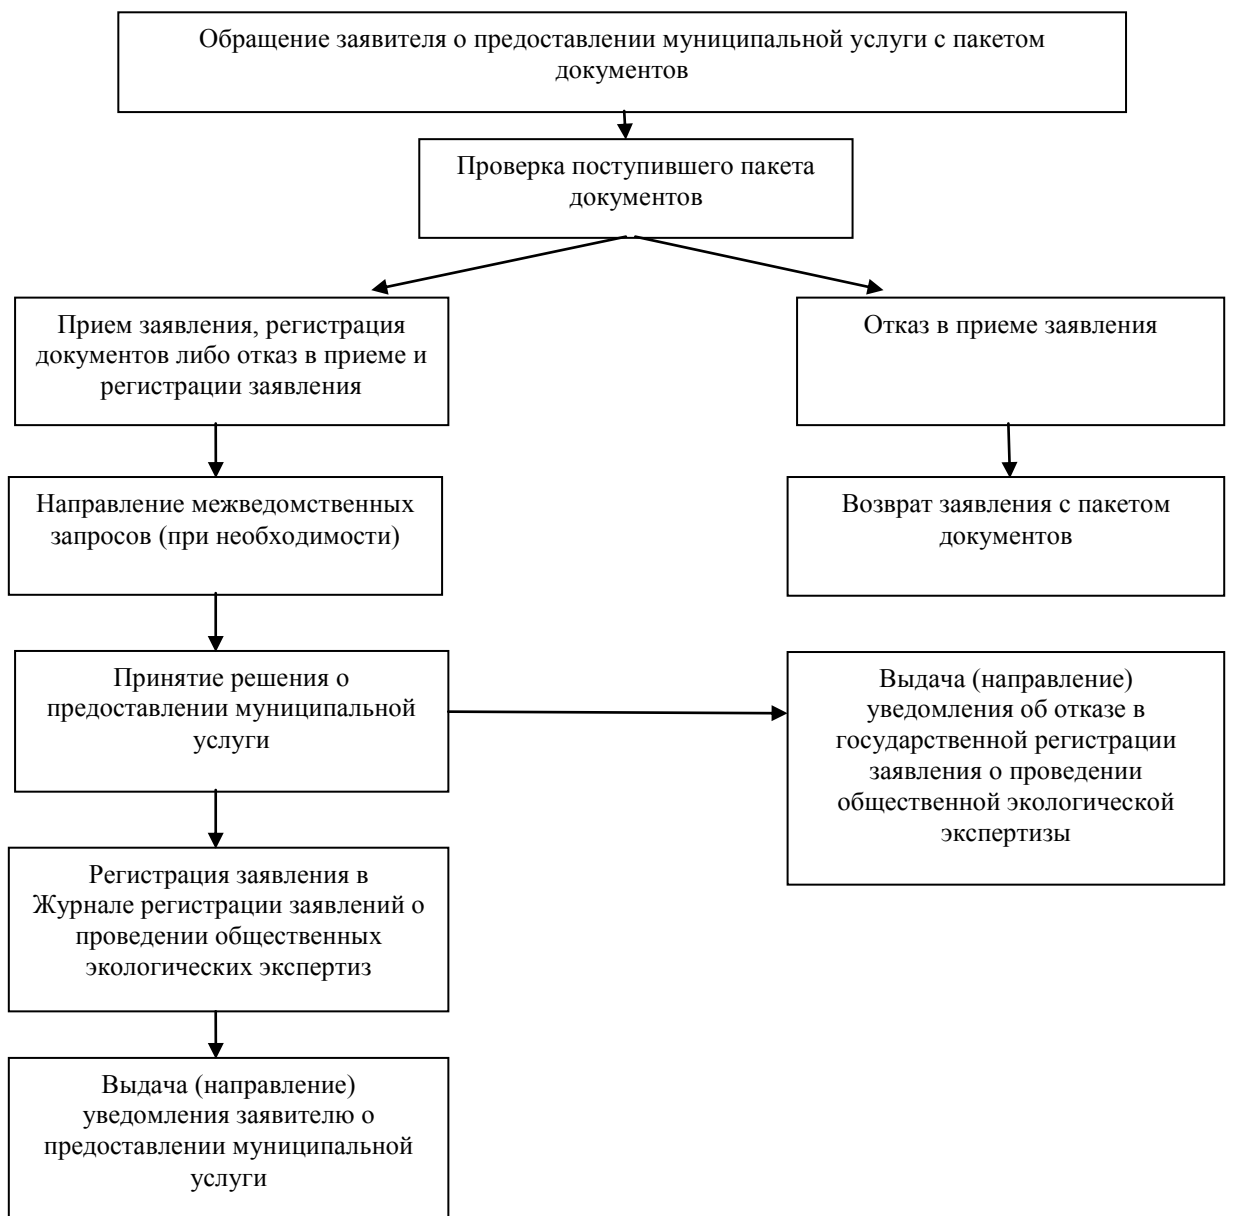 Обращение заявителя о предоставлении муниципальной услуги с пакетом
документов
Проверка поступившего пакета
документов
Прием заявления, регистрация
документов либо отказ в приеме и
регистрации заявления
Отказ в приеме заявления
Направление межведомственных
запросов (при необходимости)
Возврат заявления с пакетом
документов
Принятие решения о
предоставлении муниципальной
услуги
Выдача (направление)
уведомления об отказе в
государственной регистрации
заявления о проведении
общественной экологической
экспертизы
Регистрация заявления в
Журнале регистрации заявлений о
проведении общественных
экологических экспертиз
Выдача (направление)
уведомления заявителю о
предоставлении муниципальной
услуги